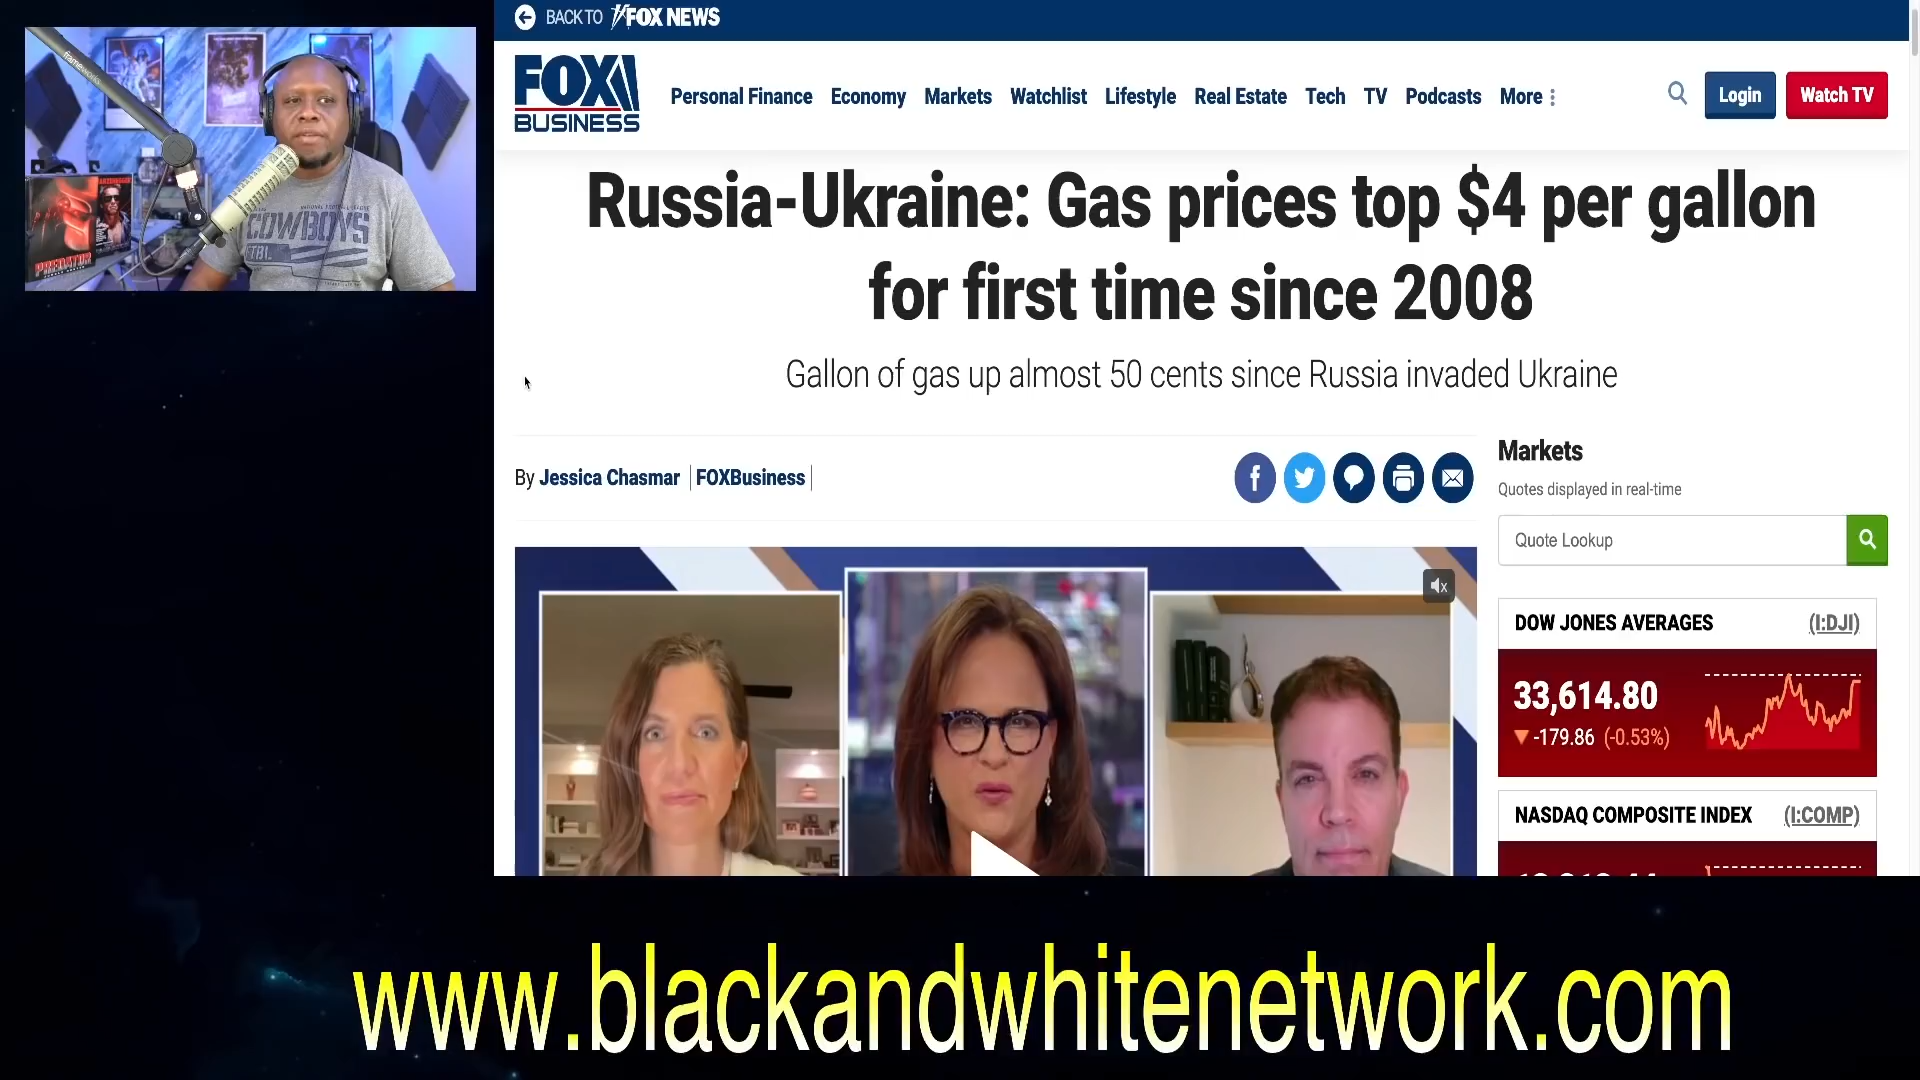 BACK TO FOX NEWS
FOX
BUSINESS
Personal Finance Economy Markets Watchlist Lifestyle Real Estate Tech TV Podcasts More
Login
Watch TV
Russia-Ukraine: Gas prices top $4 per gallon
for first time since 2008
Gallon of gas up almost 50 cents since Russia invaded Ukraine
By Jessica Chasmar | FOXBusiness |
Markets
Quotes displayed in real-time
Quote Lookup
DOW JONES AVERAGES (I:DJI)
33,614.80
-179.86 (-0.53%)
NASDAQ COMPOSITE INDEX (I:COMP)
COWBOYS
FTBL
PREDATOR
www.blackandwhitenetwork.com